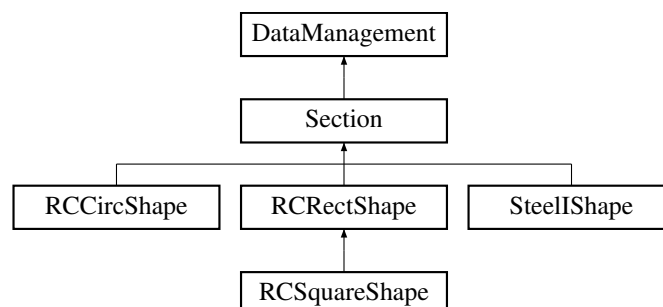 DataManagement
Section
RCCircShape
RCRectShape
SteelIShape
RCSquareShape